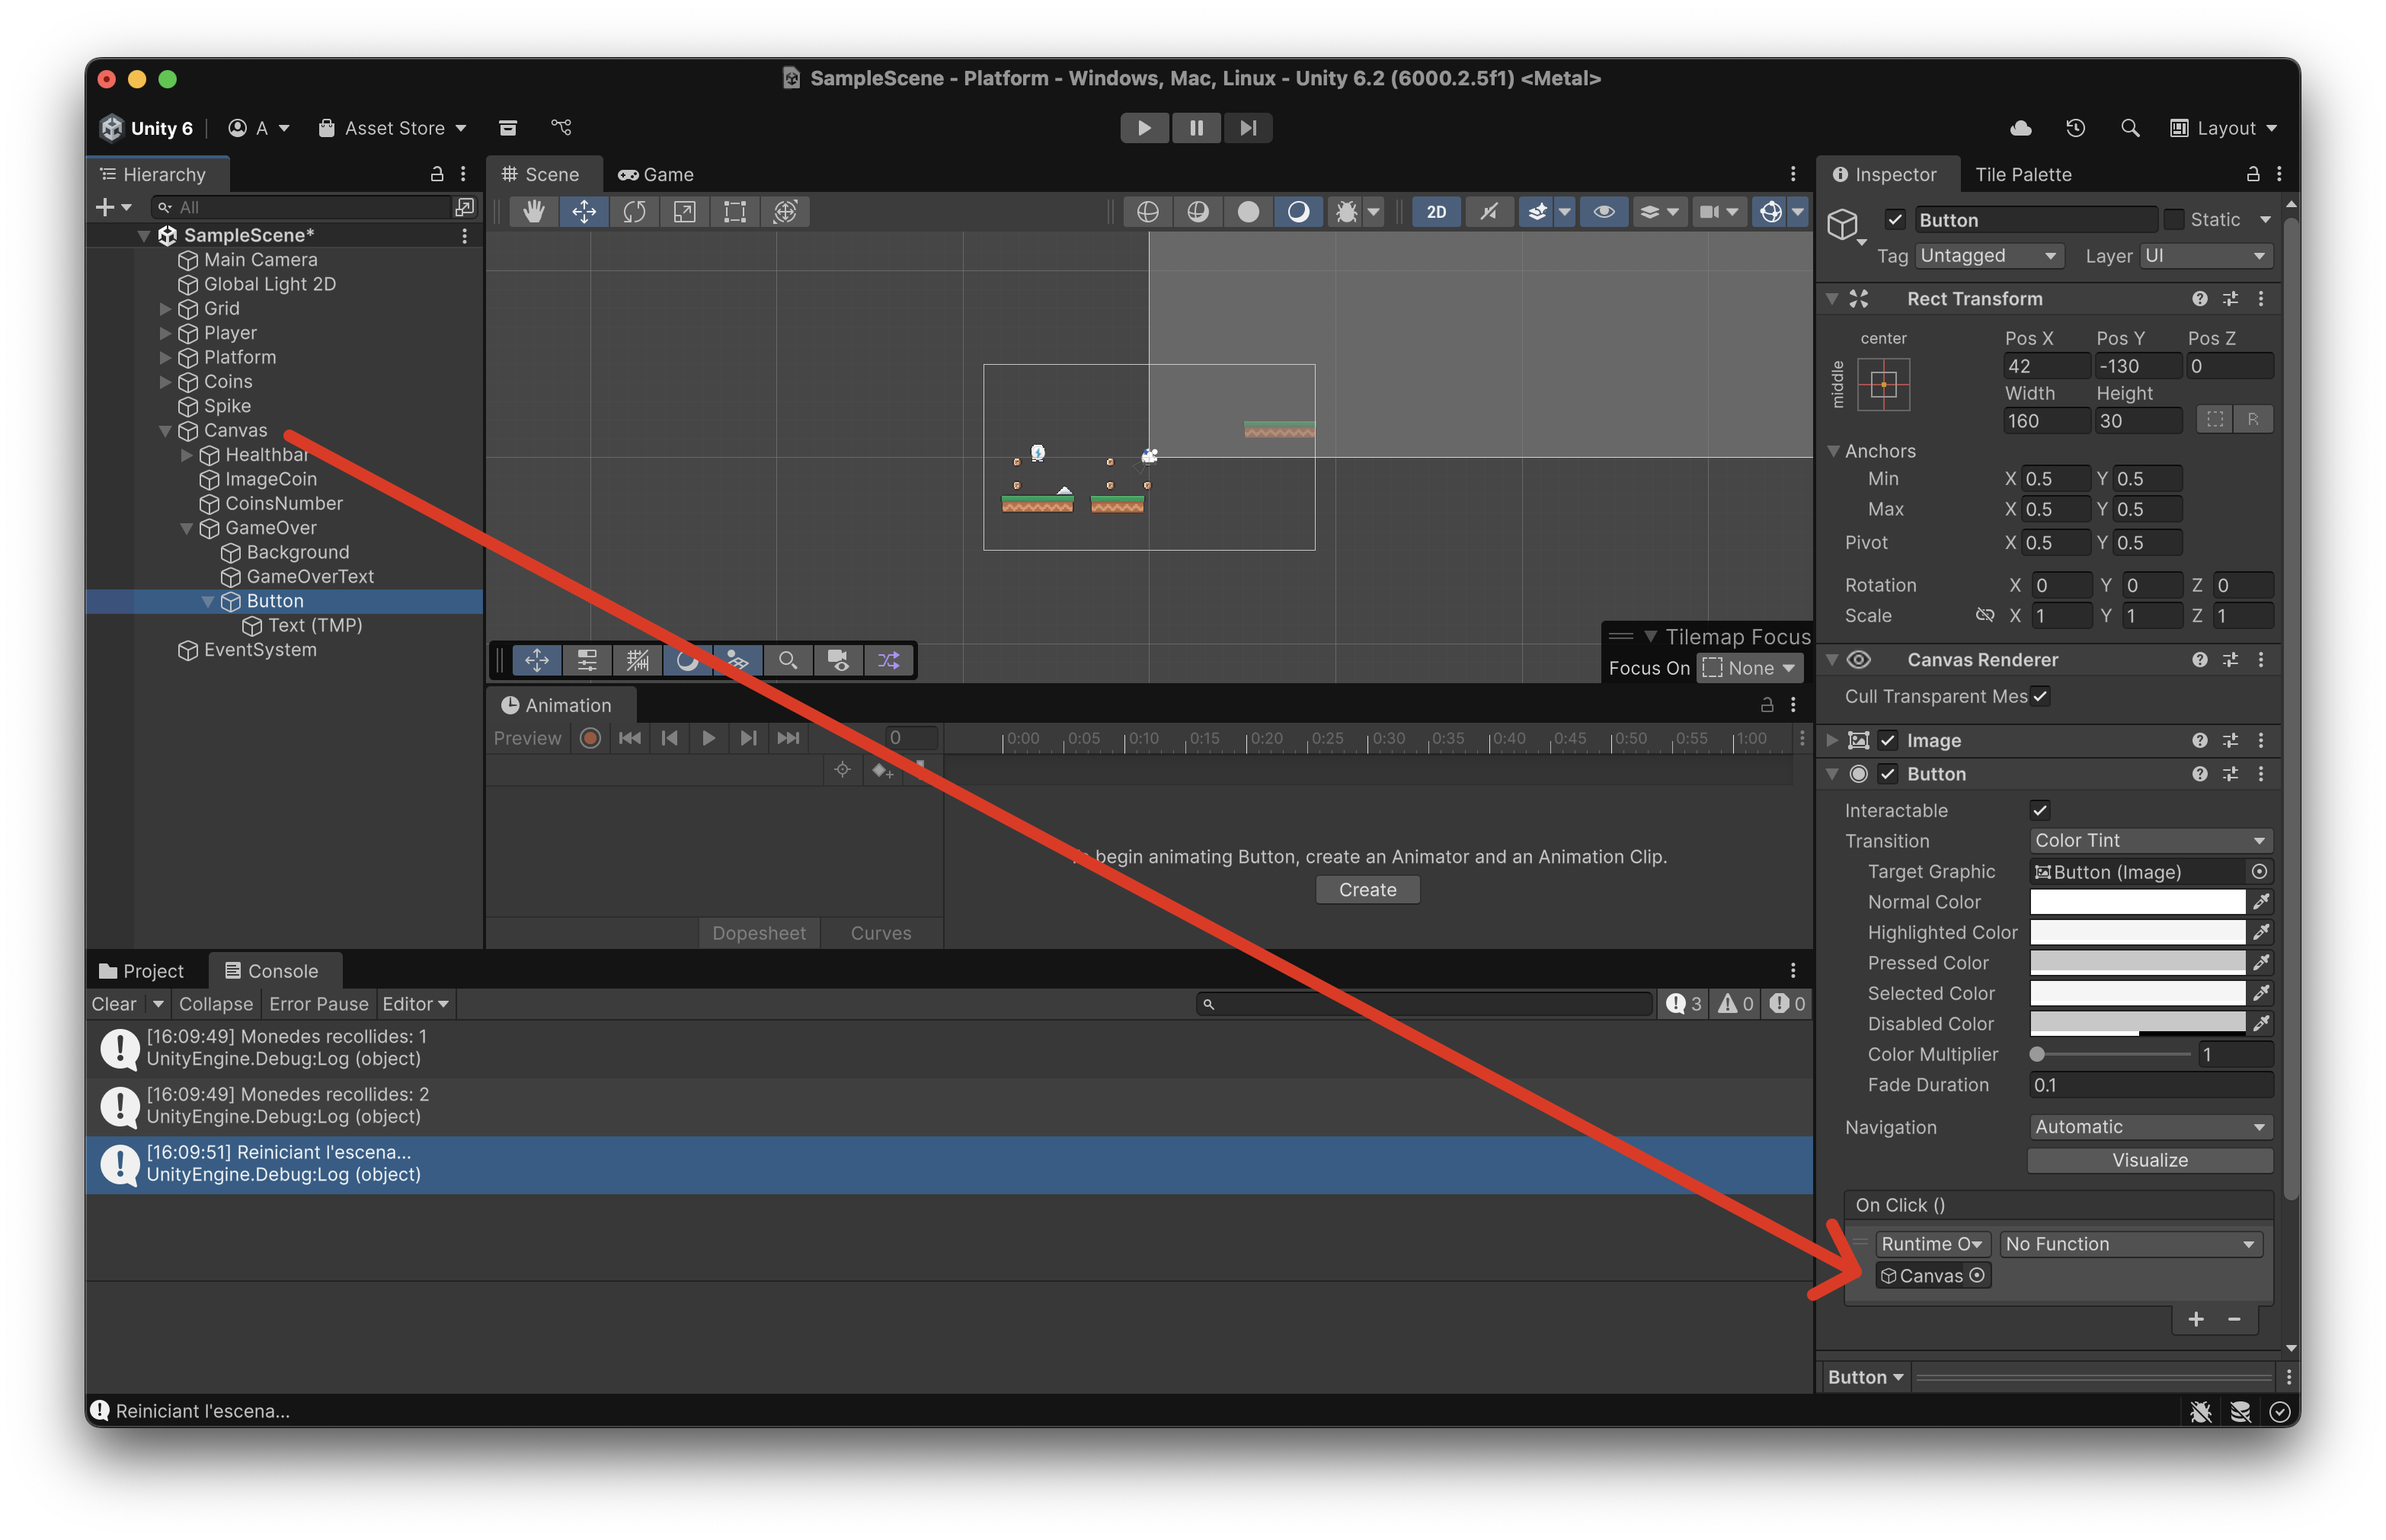 SampleScene - Platform - Windows, Mac, Linux - Unity 6.2 (6000.2.5f1) <Metal>
Unity 6
A
Asset Store
Layout
Hierarchy
All
SampleScene*
Main Camera
Global Light 2D
Grid
Player
Platform
Coins
Spike
Canvas
Healthbar
ImageCoin
CoinsNumber
GameOver
Background
GameOverText
Button
Text (TMP)
EventSystem
Scene
Game
2D
Tilemap Focus
Focus On
None
Animation
Preview
0
0:00 0:05 0:10 0:15 0:20 0:25 0:30 0:35 0:40 0:45 0:50 0:55 1:00
begin animating Button, create an Animator and an Animation Clip.
Create
Dopesheet
Curves
Project
Console
Clear
Collapse
Error Pause
Editor
3
0
0
[16:09:49] Monedes recollides: 1
UnityEngine.Debug:Log (object)
[16:09:49] Monedes recollides: 2
UnityEngine.Debug:Log (object)
[16:09:51] Reiniciant l'escena...
UnityEngine.Debug:Log (object)
Reiniciant l'escena...
Inspector
Tile Palette
Button
Static
Tag Untagged
Layer UI
Rect Transform
center
middle
Pos X Pos Y Pos Z
42 -130 0
Width Height
160 30
R
Anchors
Min X 0.5 Y 0.5
Max X 0.5 Y 0.5
Pivot X 0.5 Y 0.5
Rotation X 0 Y 0 Z 0
Scale X 1 Y 1 Z 1
Canvas Renderer
Cull Transparent Mes
Image
Button
Interactable
Transition Color Tint
Target Graphic Button (Image)
Normal Color
Highlighted Color
Pressed Color
Selected Color
Disabled Color
Color Multiplier 1
Fade Duration 0.1
Navigation Automatic
Visualize
On Click ()
Runtime O No Function
Canvas
+ −
Button